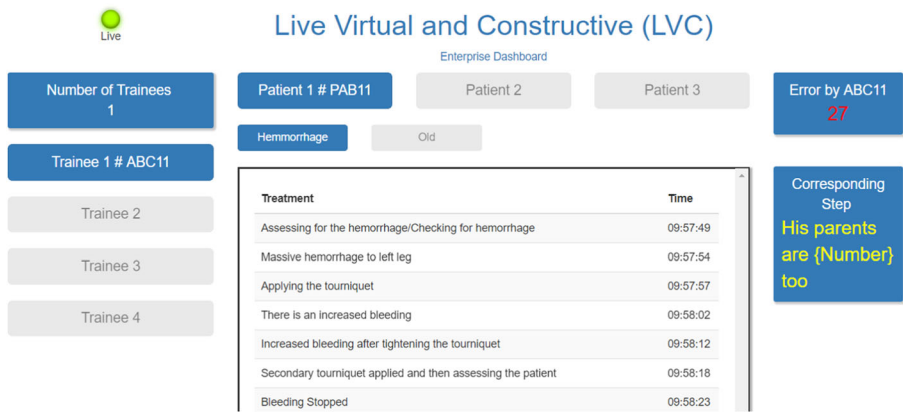 Live
Live Virtual and Constructive (LVC)
Enterprise Dashboard
Number of Trainees
1
Trainee 1 # ABC11
Trainee 2
Trainee 3
Trainee 4
Patient 1 # PAB11
Patient 2
Patient 3
Hemmorrhage
Old
Treatment Time
Assessing for the hemorrhage/Checking for hemorrhage 09:57:49
Massive hemorrhage to left leg 09:57:54
Applying the tourniquet 09:57:57
There is an increased bleeding 09:58:02
Increased bleeding after tightening the tourniquet 09:58:12
Secondary tourniquet applied and then assessing the patient 09:58:18
Bleeding Stopped 09:58:23
Error by ABC11
27
Corresponding
Step
His parents
are {Number}
too